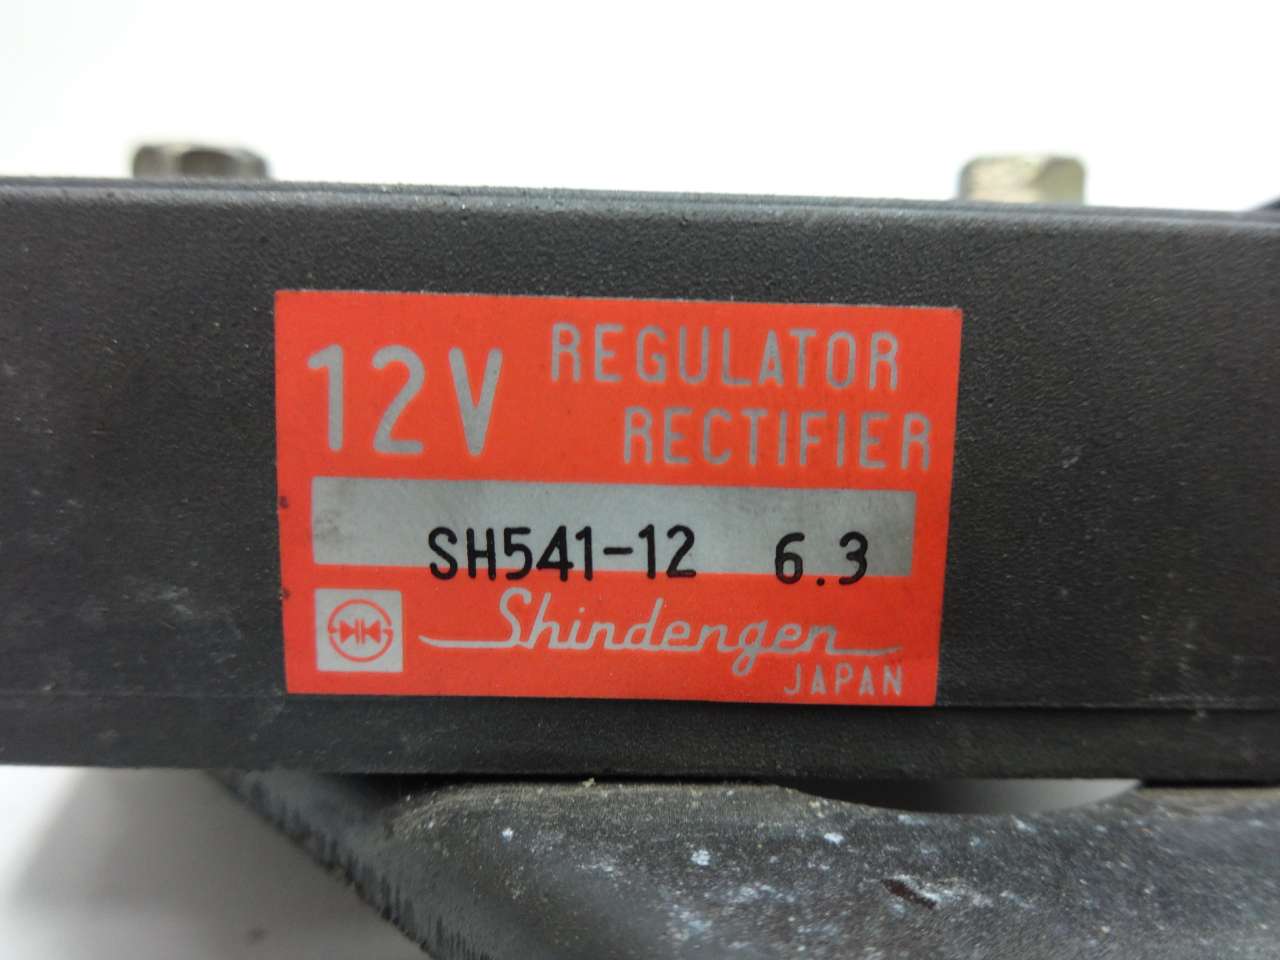 12V REGULATOR
RECTIFIER
SH541-12 6.3
Shindengen
JAPAN